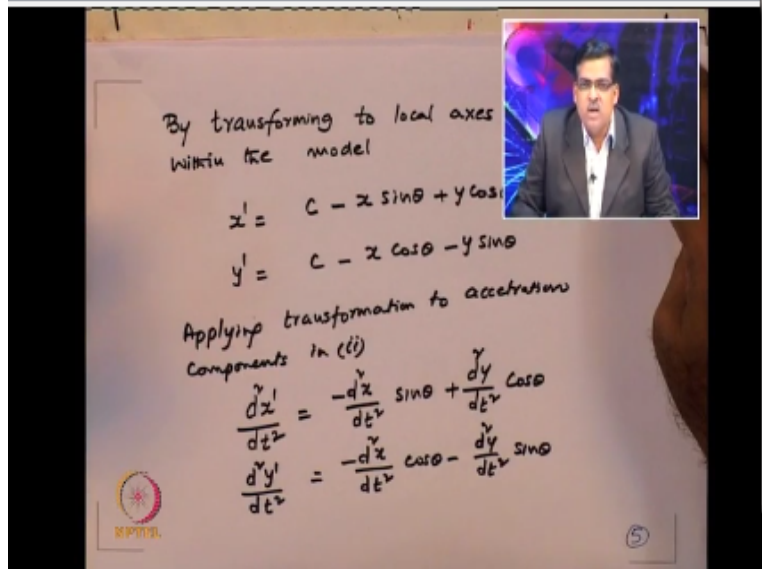 By transforming to local axes
Within the model
x' = C - x sinθ + y cos
y' = C - x cosθ - y sinθ
Applying transformation to accelration
components in (ii)
d²x'/dt² = -d²x/dt² sinθ + d²y/dt² cosθ
d²y'/dt² = -d²x/dt² cosθ - d²y/dt² sinθ
NPTEL
5